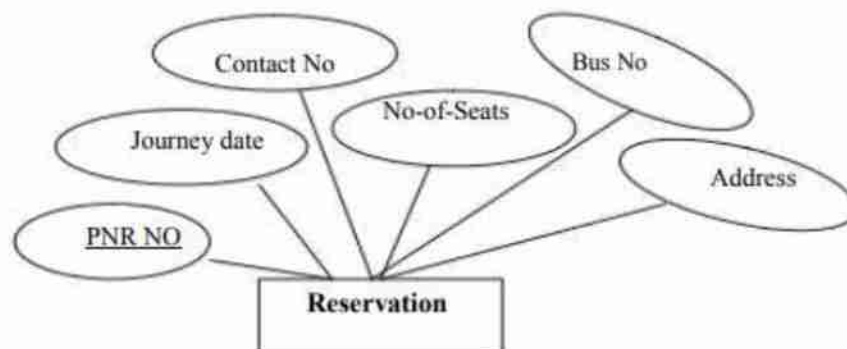 Contact No
Bus No
No-of-Seats
Journey date
Address
PNR NO
Reservation